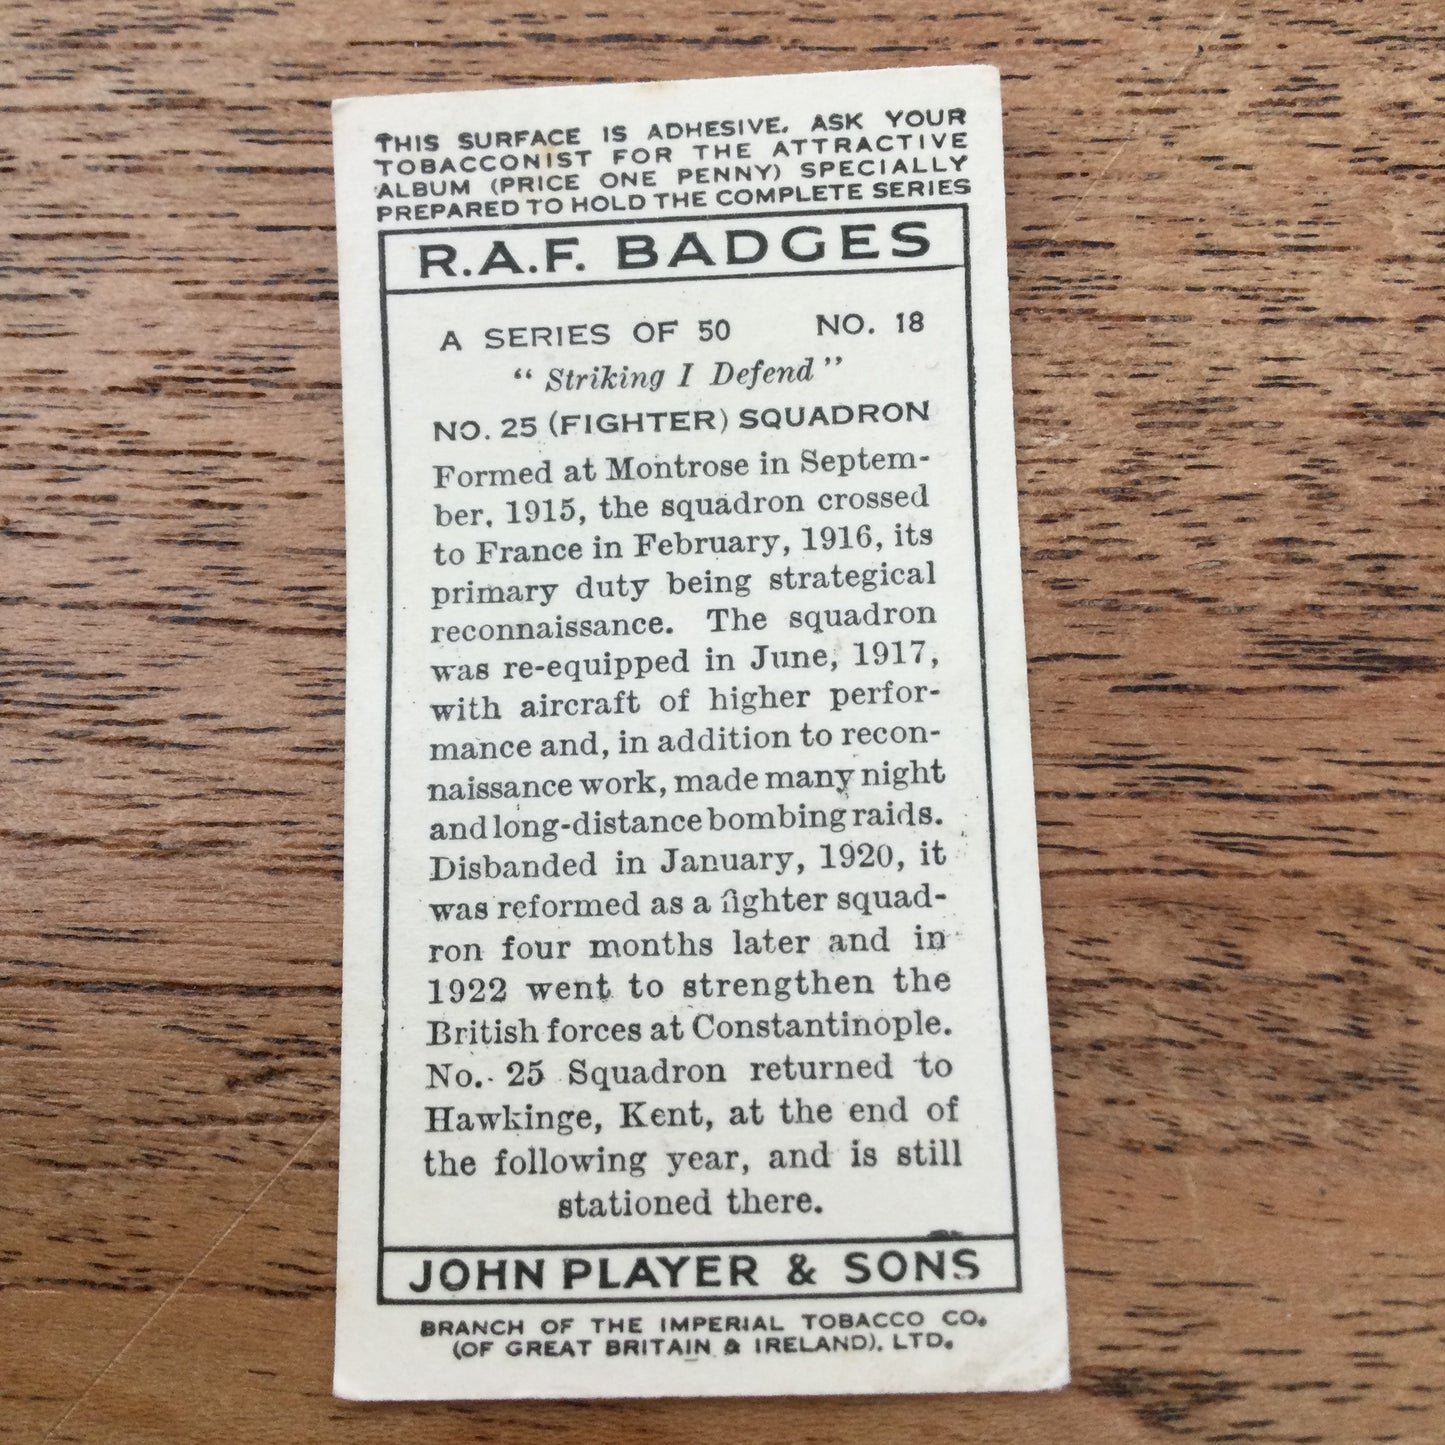 THIS SURFACE IS ADHESIVE. ASK YOUR
TOBACCONIST FOR THE ATTRACTIVE
ALBUM (PRICE ONE PENNY) SPECIALLY
PREPARED TO HOLD THE COMPLETE SERIES
R.A.F. BADGES
A SERIES OF 50 NO. 18
“ Striking I Defend ”
NO. 25 (FIGHTER) SQUADRON
Formed at Montrose in Septem-
ber, 1915, the squadron crossed
to France in February, 1916, its
primary duty being strategical
reconnaissance. The squadron
was re-equipped in June, 1917,
with aircraft of higher perfor-
mance and, in addition to recon-
naissance work, made many night
and long-distance bombing raids.
Disbanded in January, 1920, it
was reformed as a fighter squad-
ron four months later and in
1922 went to strengthen the
British forces at Constantinople.
No. 25 Squadron returned to
Hawkinge, Kent, at the end of
the following year, and is still
stationed there.
JOHN PLAYER & SONS
BRANCH OF THE IMPERIAL TOBACCO CO.
(OF GREAT BRITAIN & IRELAND), LTD.